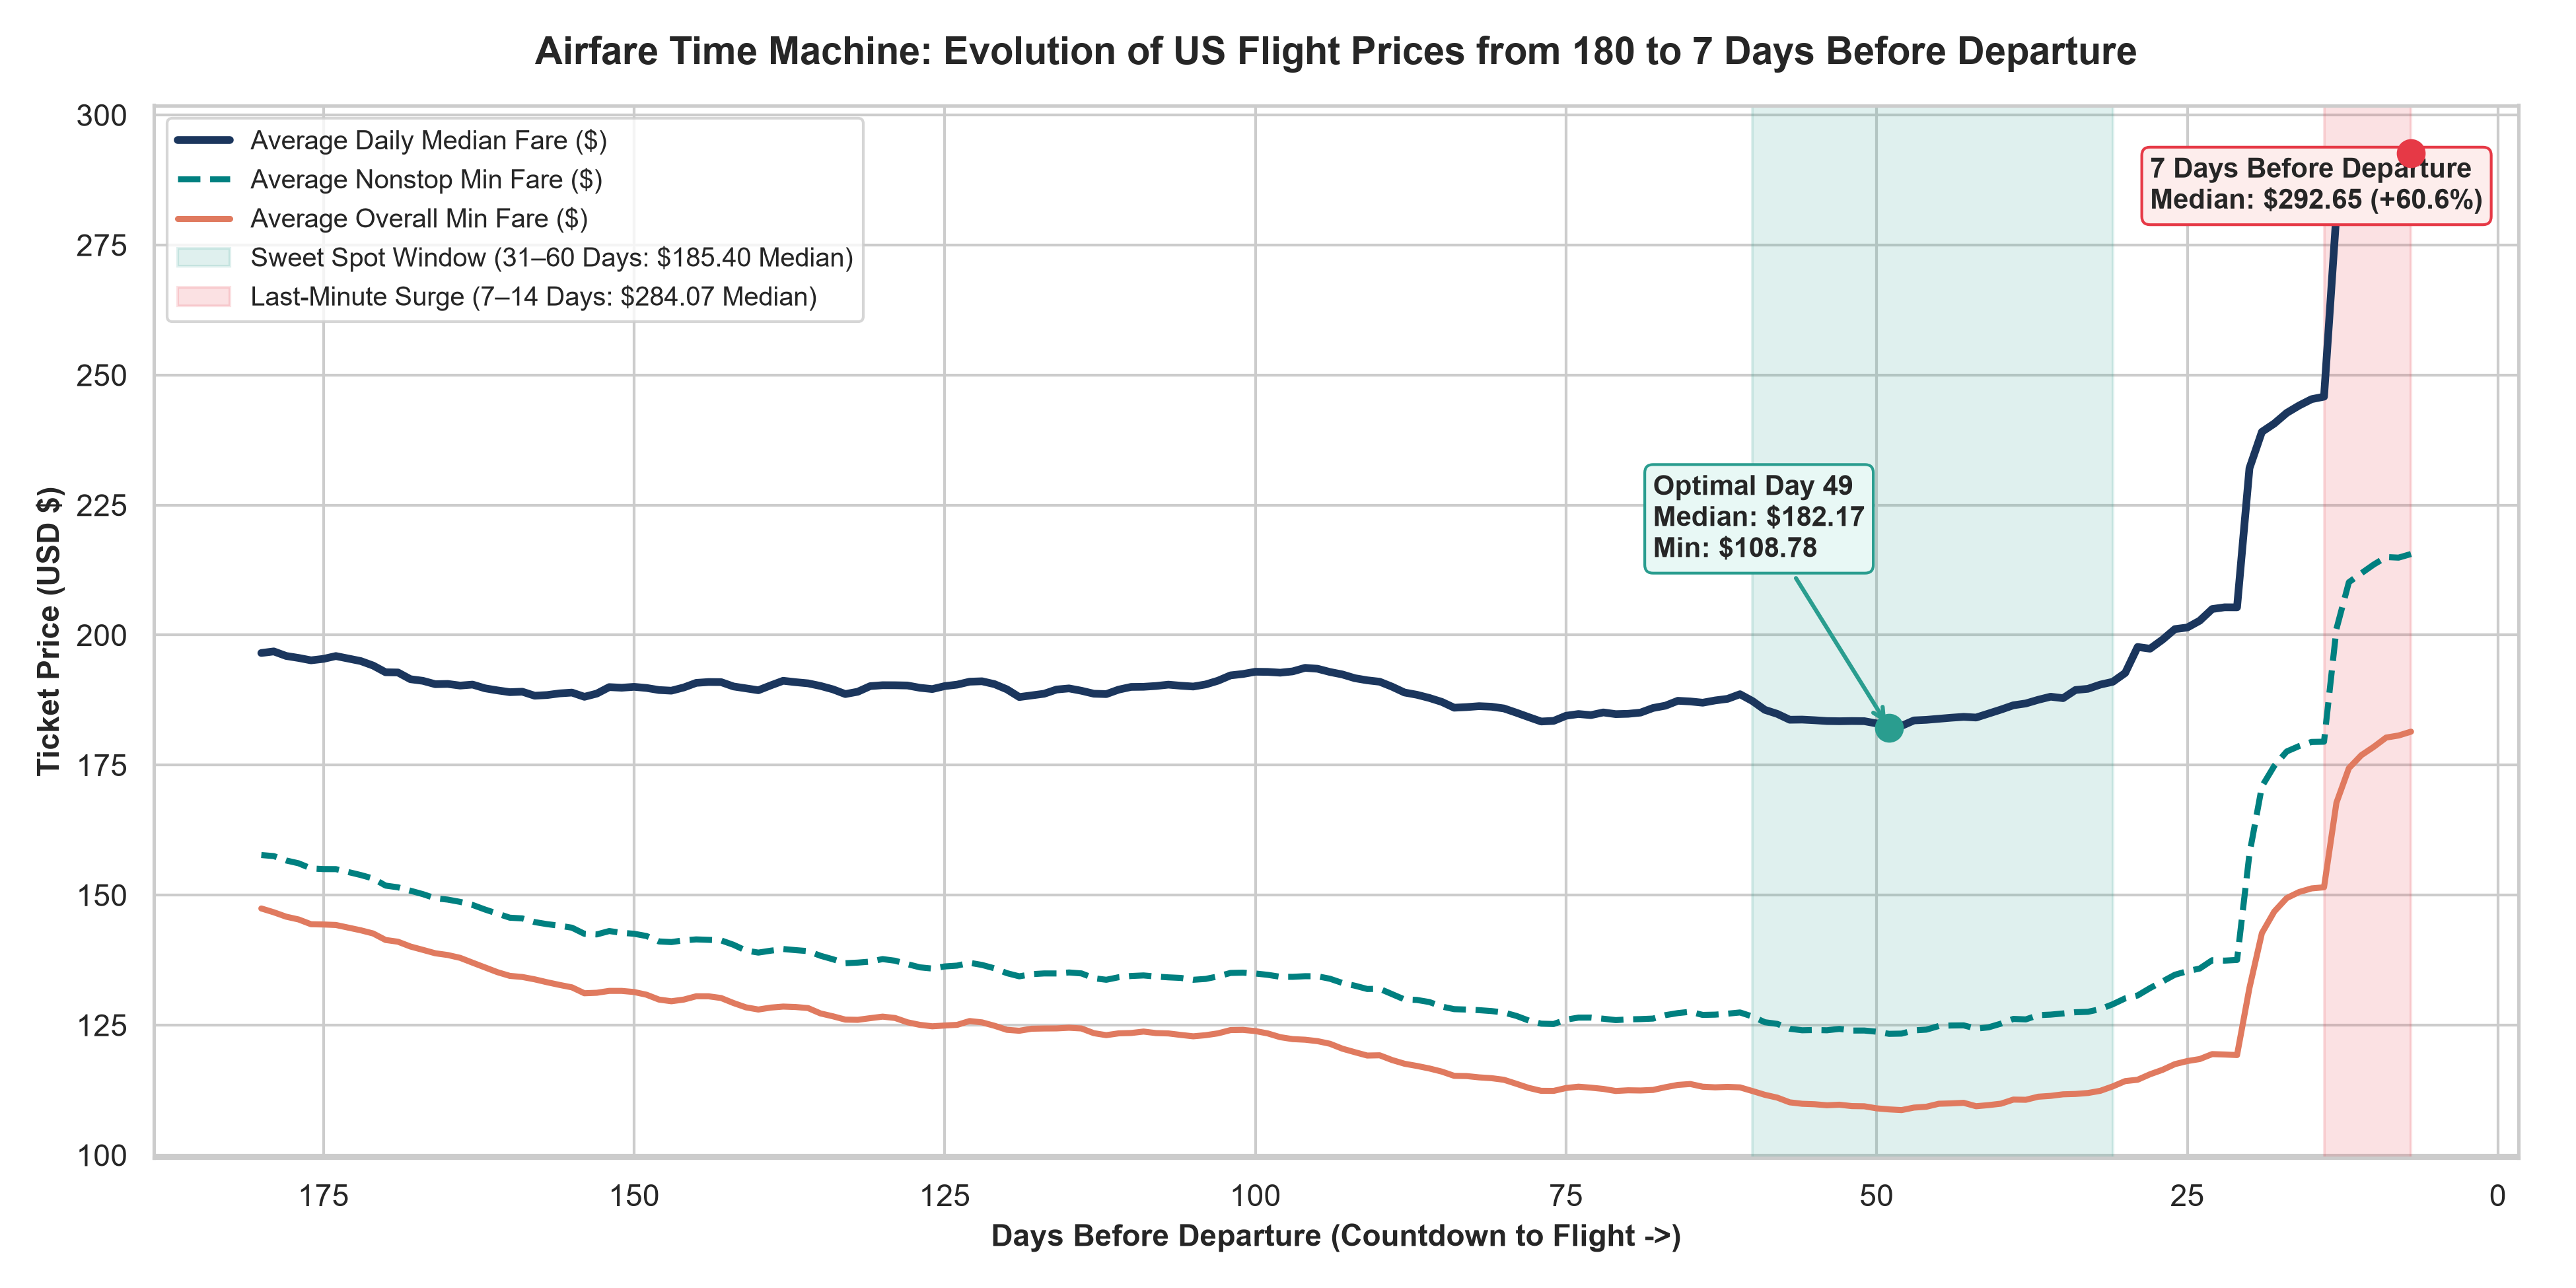 Airfare Time Machine: Evolution of US Flight Prices from 180 to 7 Days Before Departure
Ticket Price (USD $)
300
275
250
225
200
175
150
125
100
Average Daily Median Fare ($)
Average Nonstop Min Fare ($)
Average Overall Min Fare ($)
Sweet Spot Window (31–60 Days: $185.40 Median)
Last-Minute Surge (7–14 Days: $284.07 Median)
7 Days Before Departure
Median: $292.65 (+60.6%)
Optimal Day 49
Median: $182.17
Min: $108.78
175 150 125 100 75 50 25 0
Days Before Departure (Countdown to Flight ->)